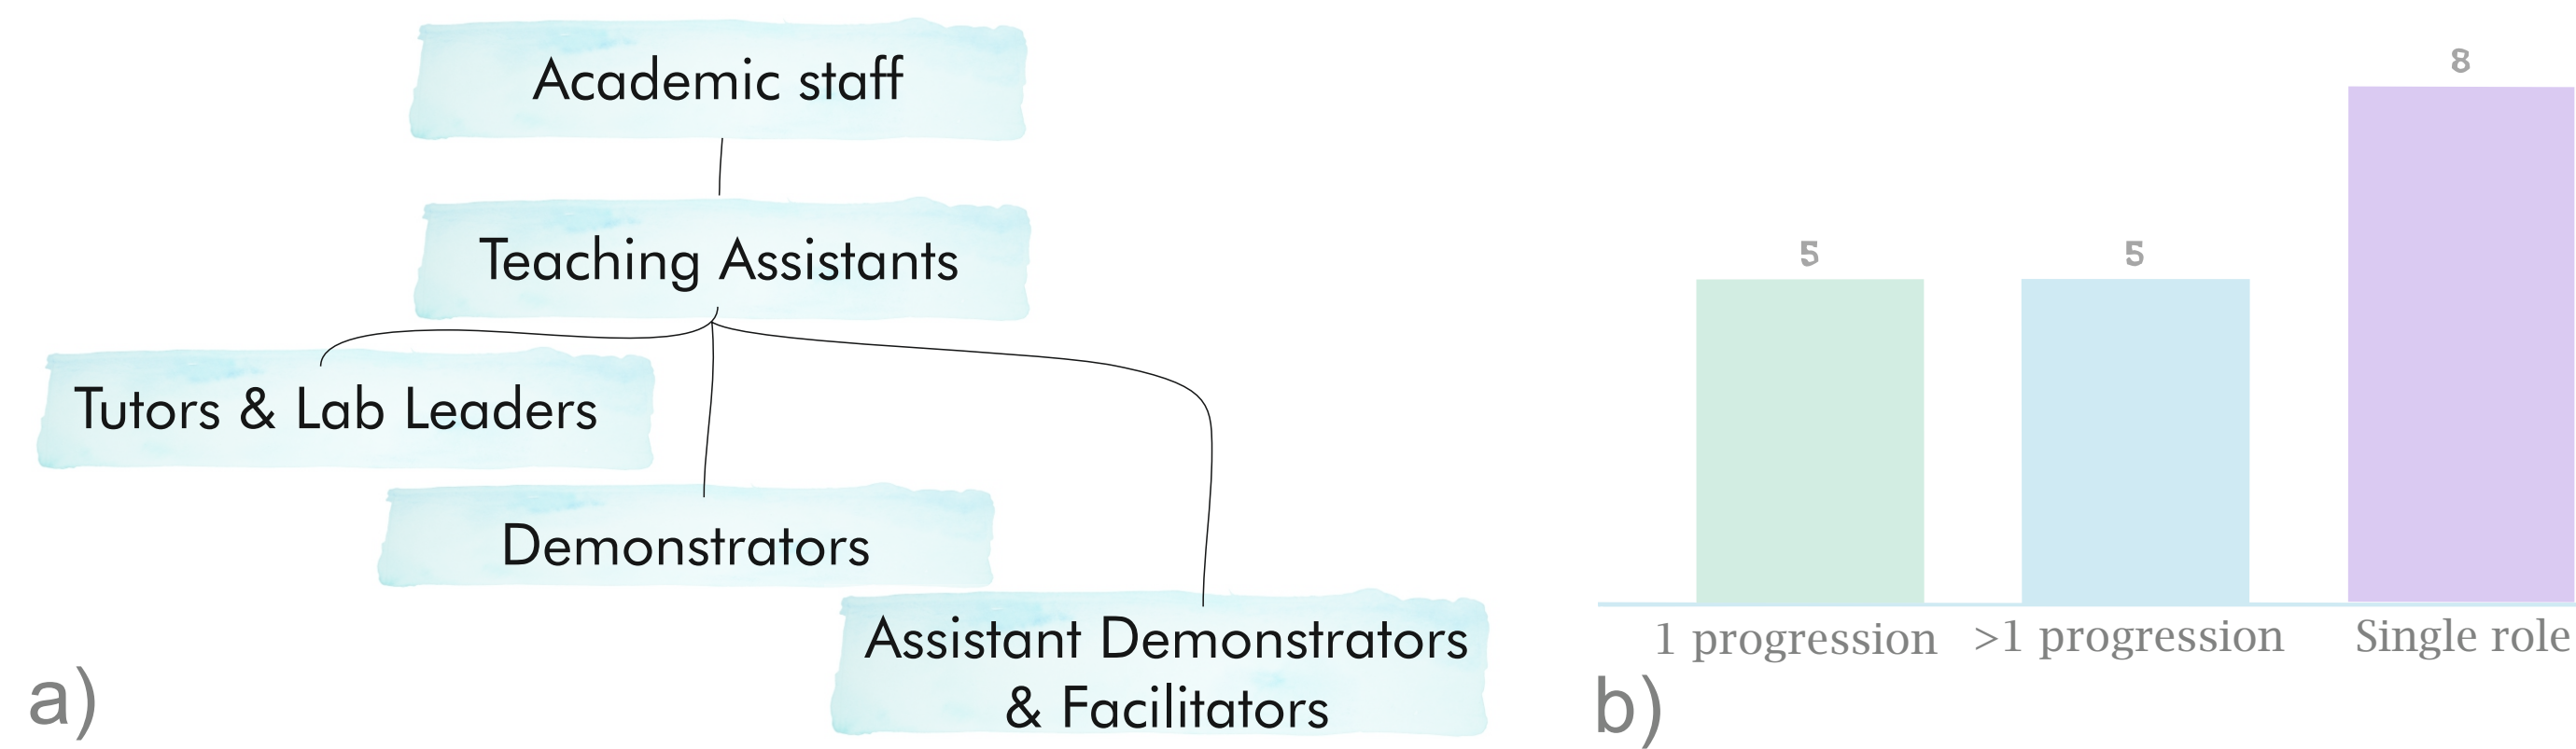 Academic staff
Teaching Assistants
Tutors & Lab Leaders
Demonstrators
Assistant Demonstrators
& Facilitators
a)
8
5
5
1 progression
>1 progression
Single role
b)